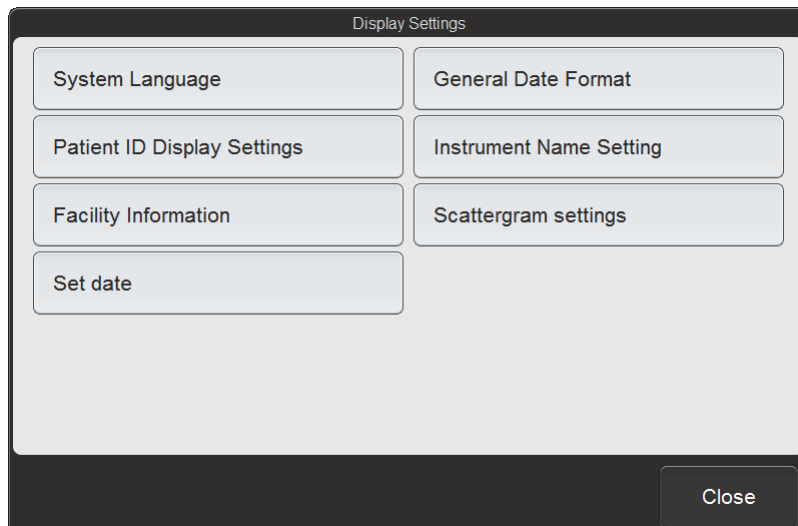 Display Settings
System Language
General Date Format
Patient ID Display Settings
Instrument Name Setting
Facility Information
Scattergram settings
Set date
Close